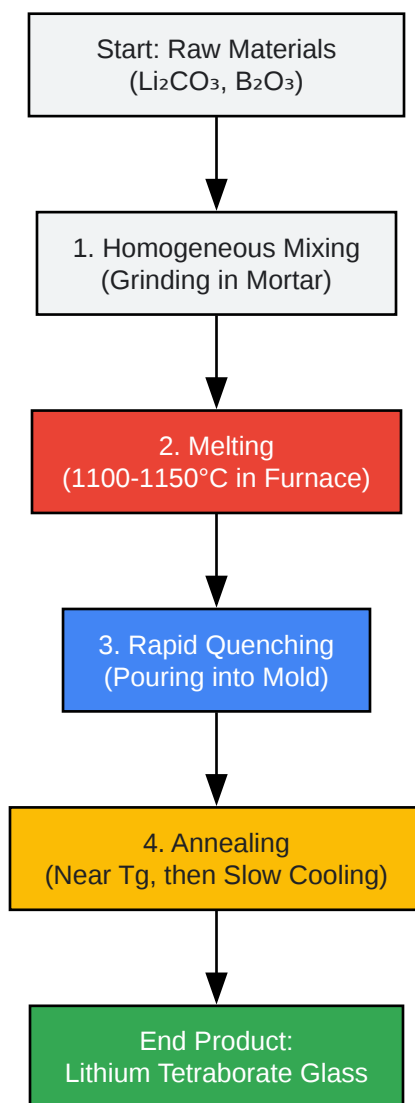 Start: Raw Materials
(Li₂CO₃, B₂O₃)
1. Homogeneous Mixing
(Grinding in Mortar)
2. Melting
(1100-1150°C in Furnace)
3. Rapid Quenching
(Pouring into Mold)
4. Annealing
(Near Tg, then Slow Cooling)
End Product:
Lithium Tetraborate Glass